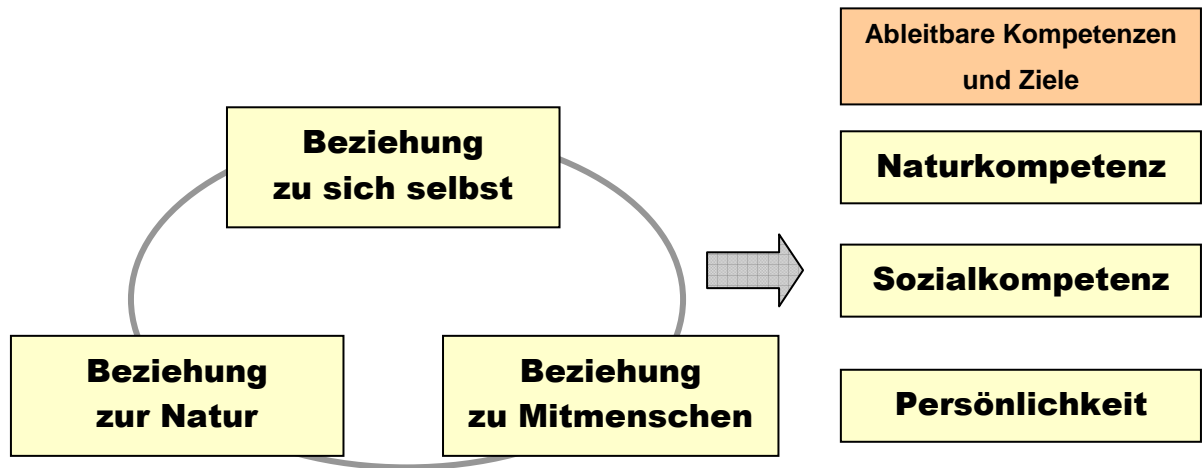 Ableitbare Kompetenzen
und Ziele
Beziehung
zu sich selbst
Naturkompetenz
Sozialkompetenz
Beziehung
zur Natur
Beziehung
zu Mitmenschen
Persönlichkeit